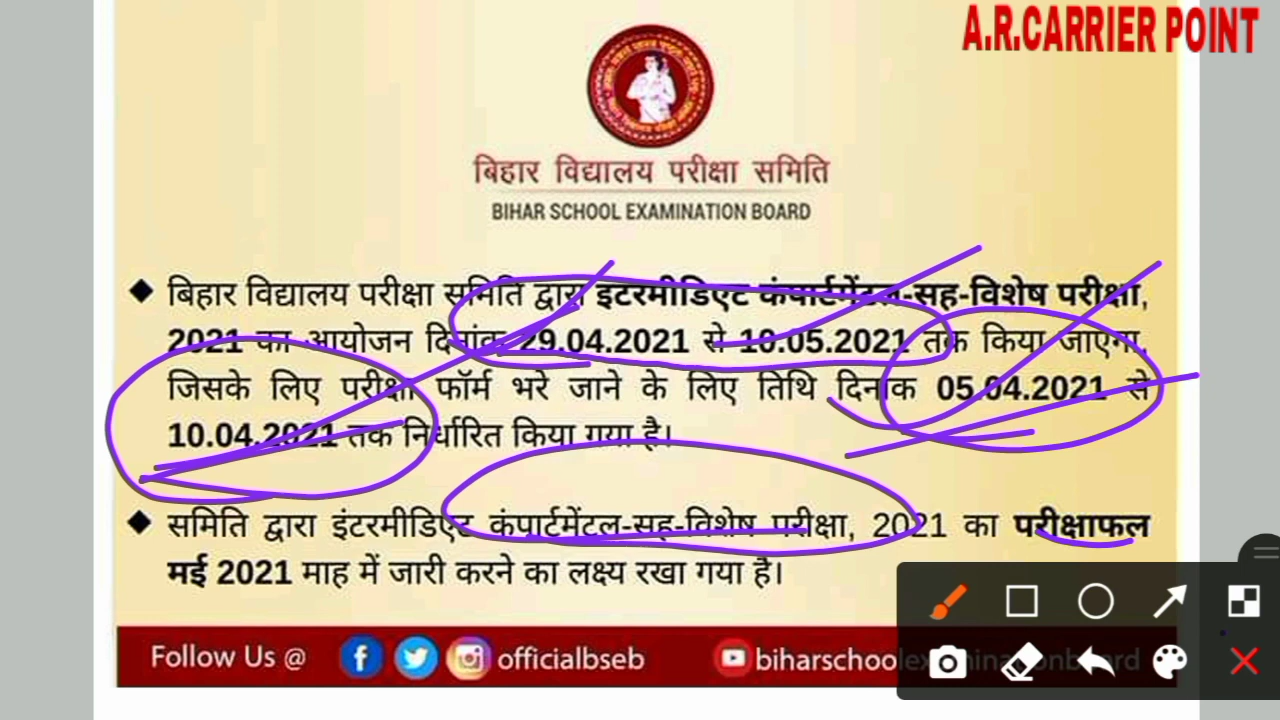 A.R.CARRIER POINT
बिहार विद्यालय परीक्षा समिति
BIHAR SCHOOL EXAMINATION BOARD
◆ बिहार विद्यालय परीक्षा समिति द्वारा इंटरमीडिएट कंपार्टमेंटल-सह-विशेष परीक्षा,
2021 का आयोजन दिनांक 29.04.2021 से 10.05.2021 तक किया जाएगा,
जिसके लिए परीक्षा फॉर्म भरे जाने के लिए तिथि दिनांक 05.04.2021 से
10.04.2021 तक निर्धारित किया गया है।
◆ समिति द्वारा इंटरमीडिएट कंपार्टमेंटल-सह-विशेष परीक्षा, 2021 का परीक्षाफल
मई 2021 माह में जारी करने का लक्ष्य रखा गया है।
Follow Us @ officialbseb biharschoolexaminationboard